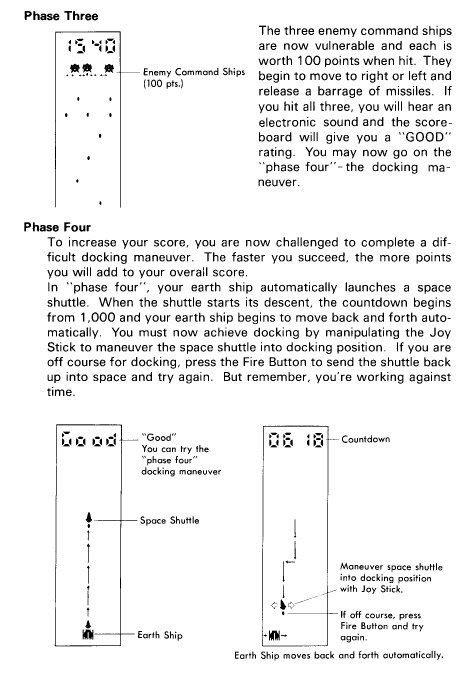 Phase Three
1540
Enemy Command Ships
(100 pts.)
The three enemy command ships
are now vulnerable and each is
worth 100 points when hit. They
begin to move to right or left and
release a barrage of missiles. If
you hit all three, you will hear an
electronic sound and the score-
board will give you a "GOOD"
rating. You may now go on the
"phase four"-the docking ma-
neuver.
Phase Four
To increase your score, you are now challenged to complete a dif-
ficult docking maneuver. The faster you succeed, the more points
you will add to your overall score.
In "phase four", your earth ship automatically launches a space
shuttle. When the shuttle starts its descent, the countdown begins
from 1,000 and your earth ship begins to move back and forth auto-
matically. You must now achieve docking by manipulating the Joy
Stick to maneuver the space shuttle into docking position. If you are
off course for docking, press the Fire Button to send the shuttle back
up into space and try again. But remember, you're working against
time.
Good
"Good"
You can try the
"phase four"
docking maneuver
Space Shuttle
Earth Ship
0618
Countdown
Maneuver space shuttle
into docking position
with Joy Stick.
If off course, press
Fire Button and try
again.
Earth Ship moves back and forth automatically.